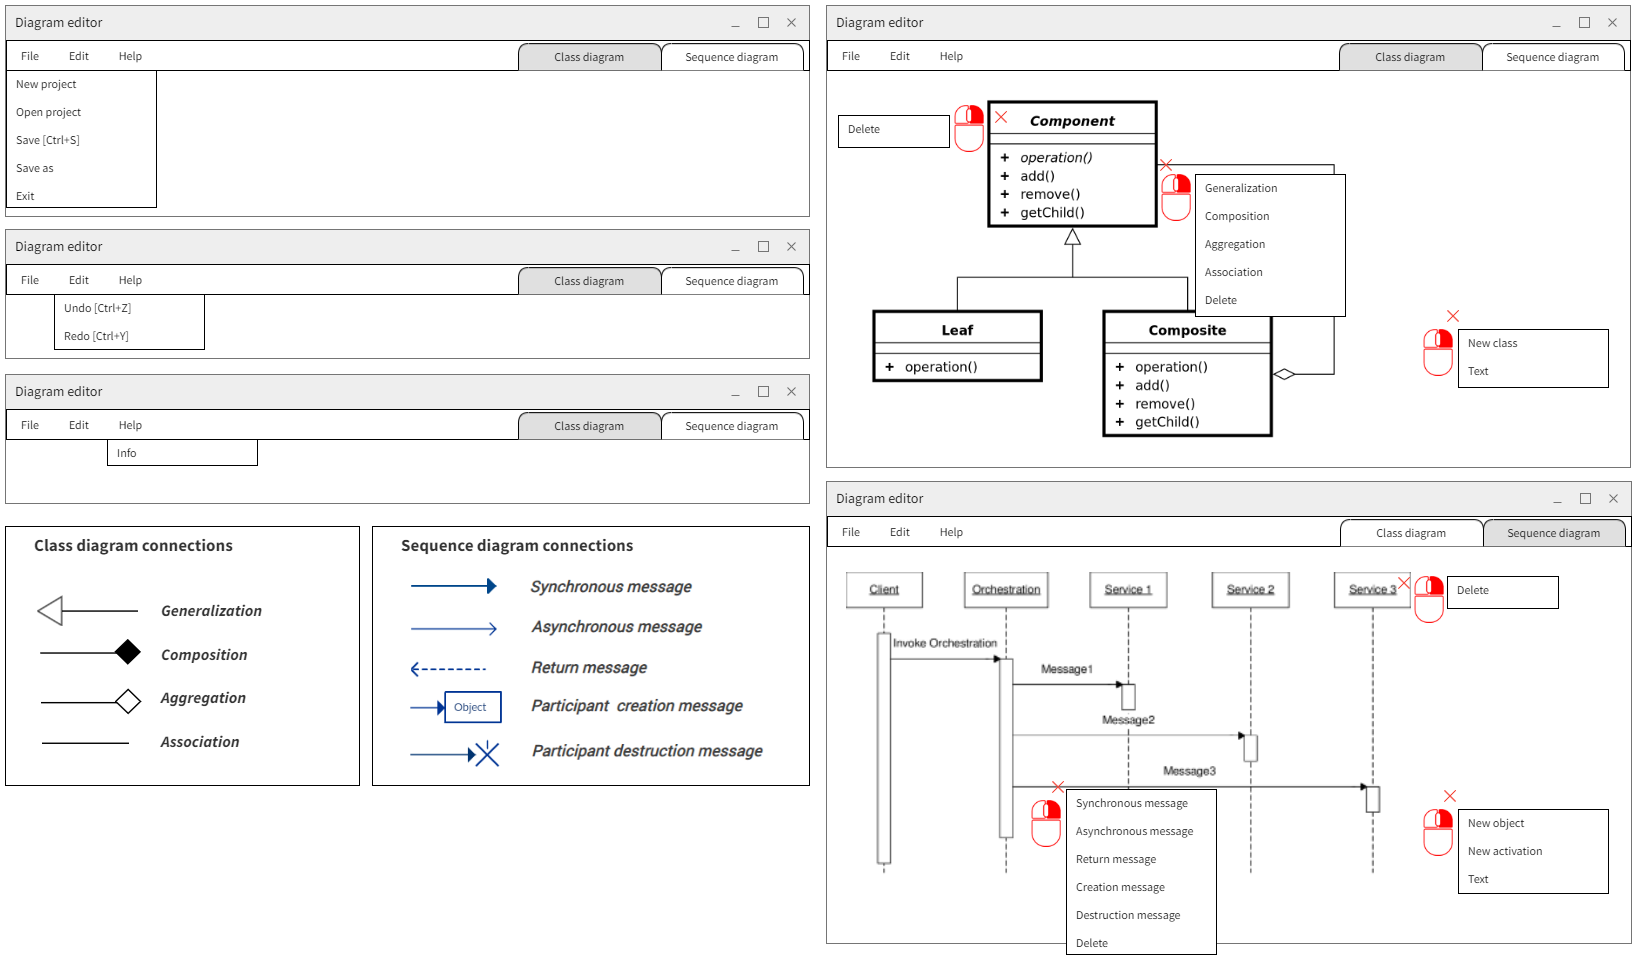 Diagram editor
File Edit Help Class diagram Sequence diagram
New project
Open project
Save [Ctrl+S]
Save as
Exit
Diagram editor
File Edit Help Class diagram Sequence diagram
Undo [Ctrl+Z]
Redo [Ctrl+Y]
Diagram editor
File Edit Help Class diagram Sequence diagram
Info
Class diagram connections
Generalization
Composition
Aggregation
Association
Sequence diagram connections
Synchronous message
Asynchronous message
Return message
Object
Participant creation message
Participant destruction message
Diagram editor
File Edit Help Class diagram Sequence diagram
Delete
Component
+ operation()
+ add()
+ remove()
+ getChild()
Generalization
Composition
Aggregation
Association
Delete
Leaf
+ operation()
Composite
+ operation()
+ add()
+ remove()
+ getChild()
New class
Text
Diagram editor
File Edit Help Class diagram Sequence diagram
Client Orchestration Service 1 Service 2 Service 3
Delete
Invoke Orchestration
Message1
Message2
Message3
Synchronous message
Asynchronous message
Return message
Creation message
Destruction message
Delete
New object
New activation
Text